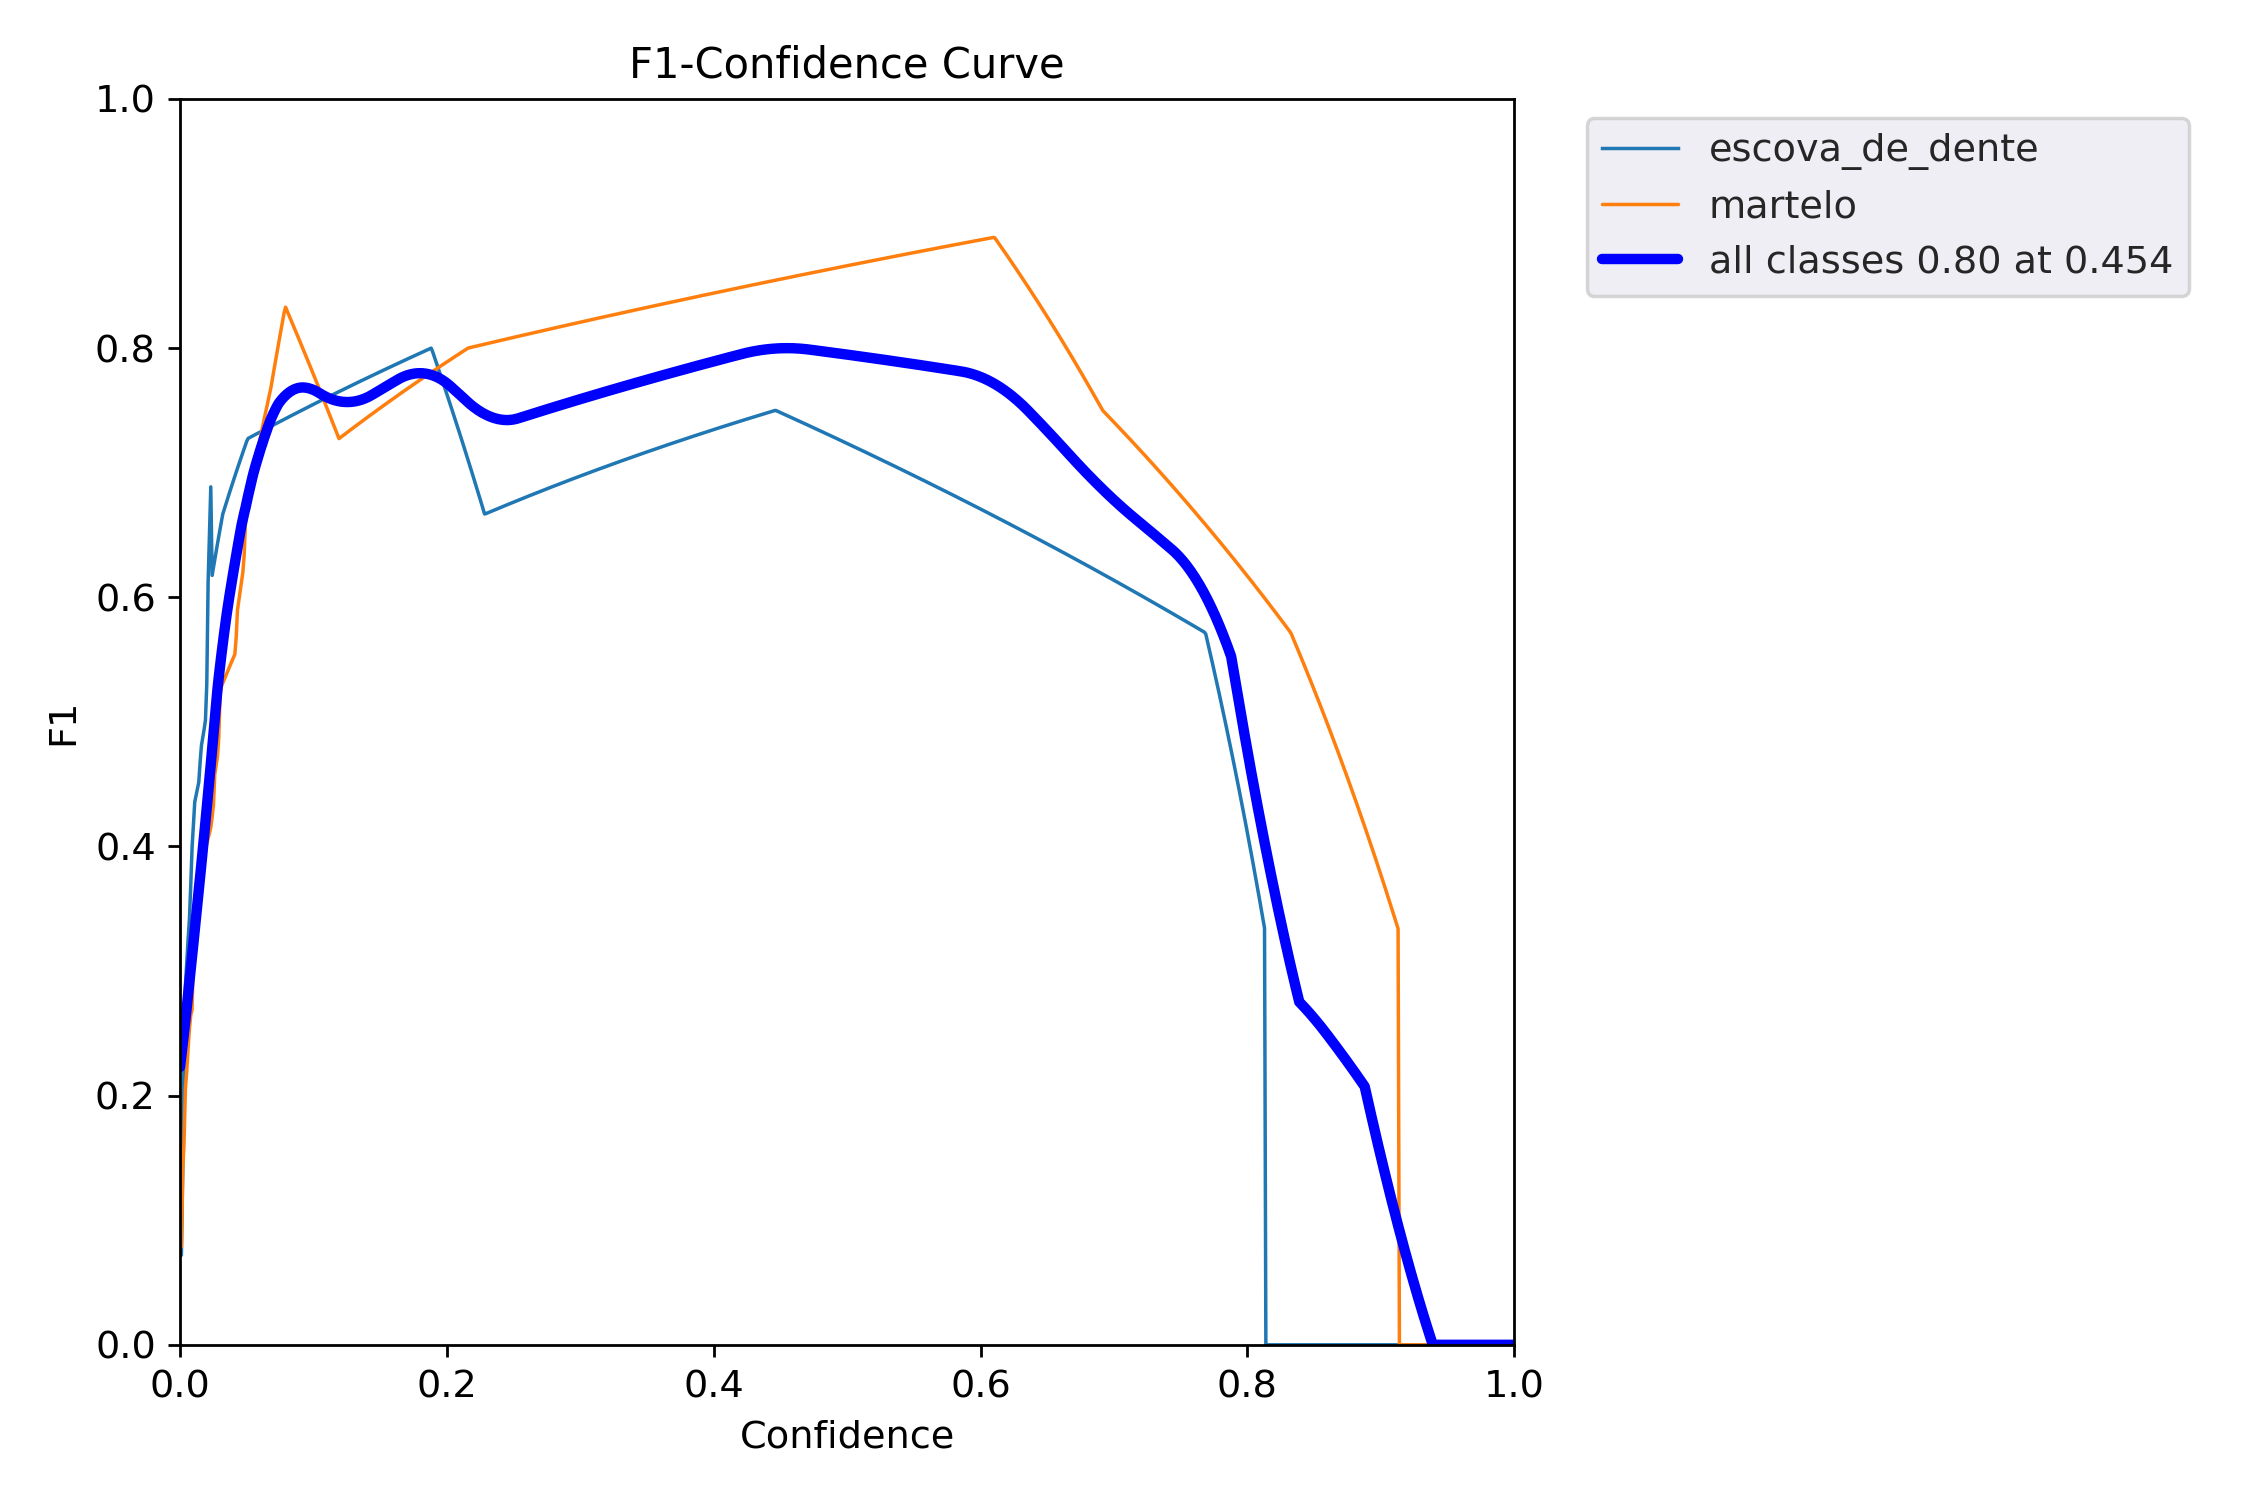 F1-Confidence Curve
1.0
0.8
0.6
0.4
0.2
0.0
F1
0.0 0.2 0.4 0.6 0.8 1.0
Confidence
escova_de_dente
martelo
all classes 0.80 at 0.454